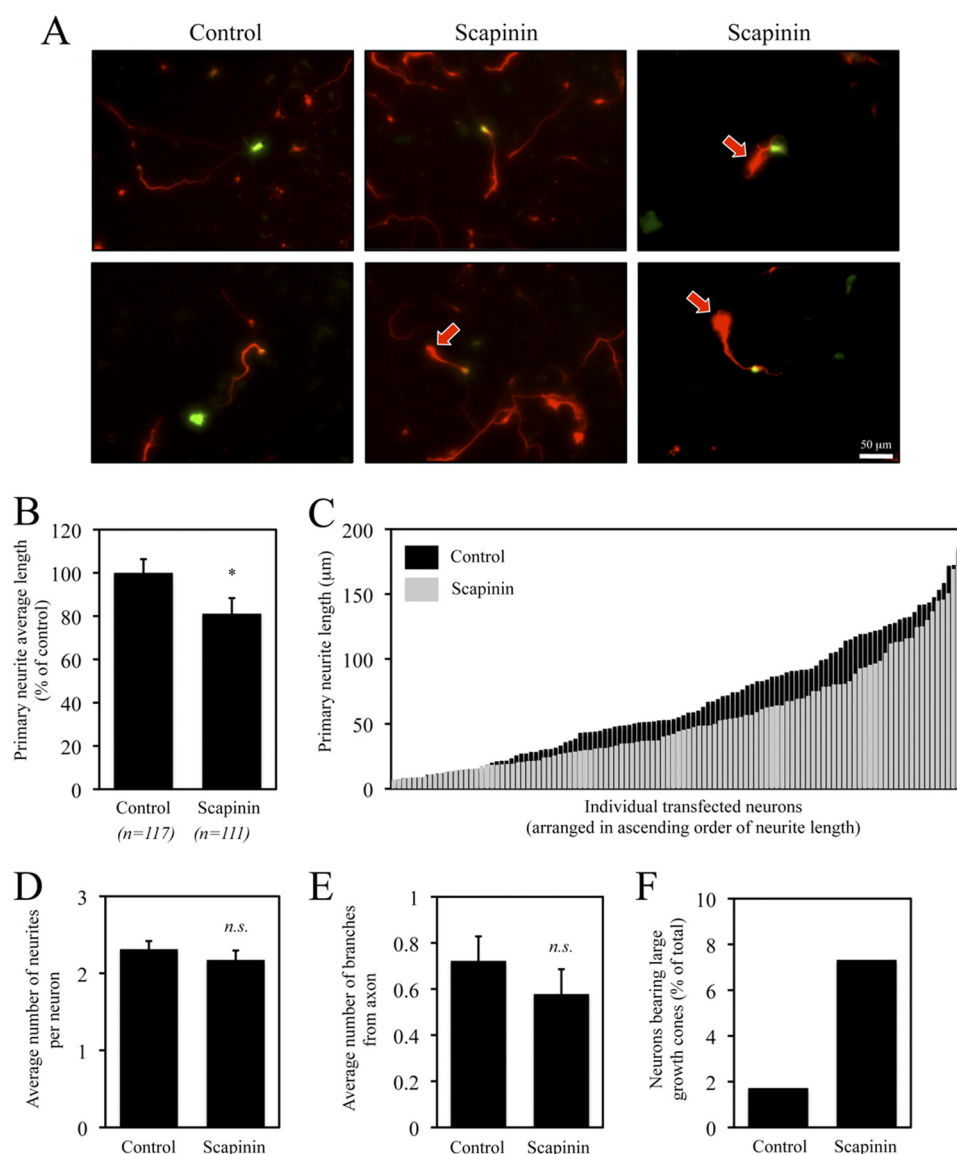 A
Control
Scapinin
Scapinin
50 μm
B
Primary neurite average length
(% of control)
120
100
80
60
40
20
0
*
Control
Scapinin
(n=117)
(n=111)
C
Primary neurite length (μm)
200
150
100
50
0
Control
Scapinin
Individual transfected neurons
(arranged in ascending order of neurite length)
D
Average number of neurites
per neuron
3
2
1
0
n.s.
Control
Scapinin
E
Average number of branches
from axon
1
0.8
0.6
0.4
0.2
0
n.s.
Control
Scapinin
F
Neurons bearing large
growth cones (% of total)
10
8
6
4
2
0
Control
Scapinin